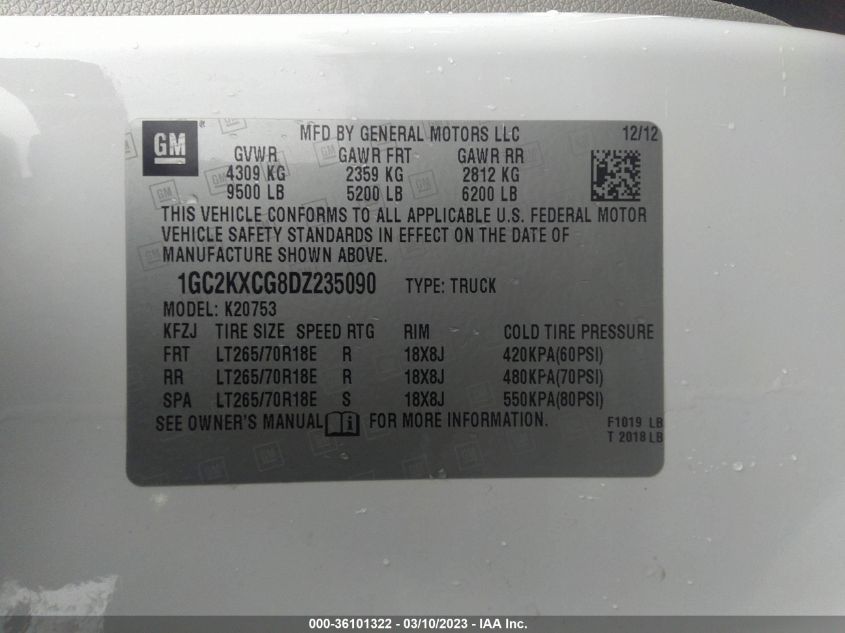 GM ® MFD BY GENERAL MOTORS LLC 12/12
GVWR GAWR FRT GAWR RR
4309 KG 2359 KG 2812 KG
9500 LB 5200 LB 6200 LB
THIS VEHICLE CONFORMS TO ALL APPLICABLE U.S. FEDERAL MOTOR
VEHICLE SAFETY STANDARDS IN EFFECT ON THE DATE OF
MANUFACTURE SHOWN ABOVE.
1GC2KXCG8DZ235090 TYPE: TRUCK
MODEL: K20753
KFZJ TIRE SIZE SPEED RTG RIM COLD TIRE PRESSURE
FRT LT265/70R18E R 18X8J 420KPA(60PSI)
RR LT265/70R18E R 18X8J 480KPA(70PSI)
SPA LT265/70R18E S 18X8J 550KPA(80PSI)
SEE OWNER'S MANUAL i FOR MORE INFORMATION.
F1019 LB
T 2018 LB
000-36101322 — 03/10/2023 — IAA Inc.